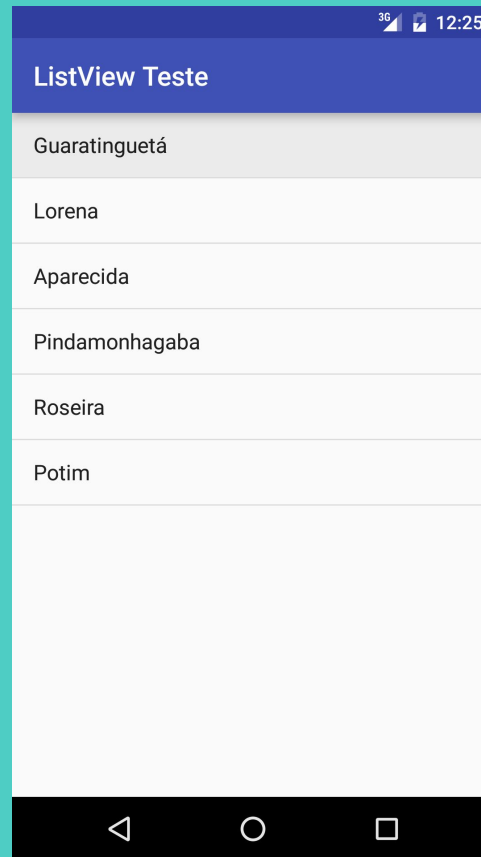 3G 12:25
ListView Teste
Guaratinguetá
Lorena
Aparecida
Pindamonhagaba
Roseira
Potim